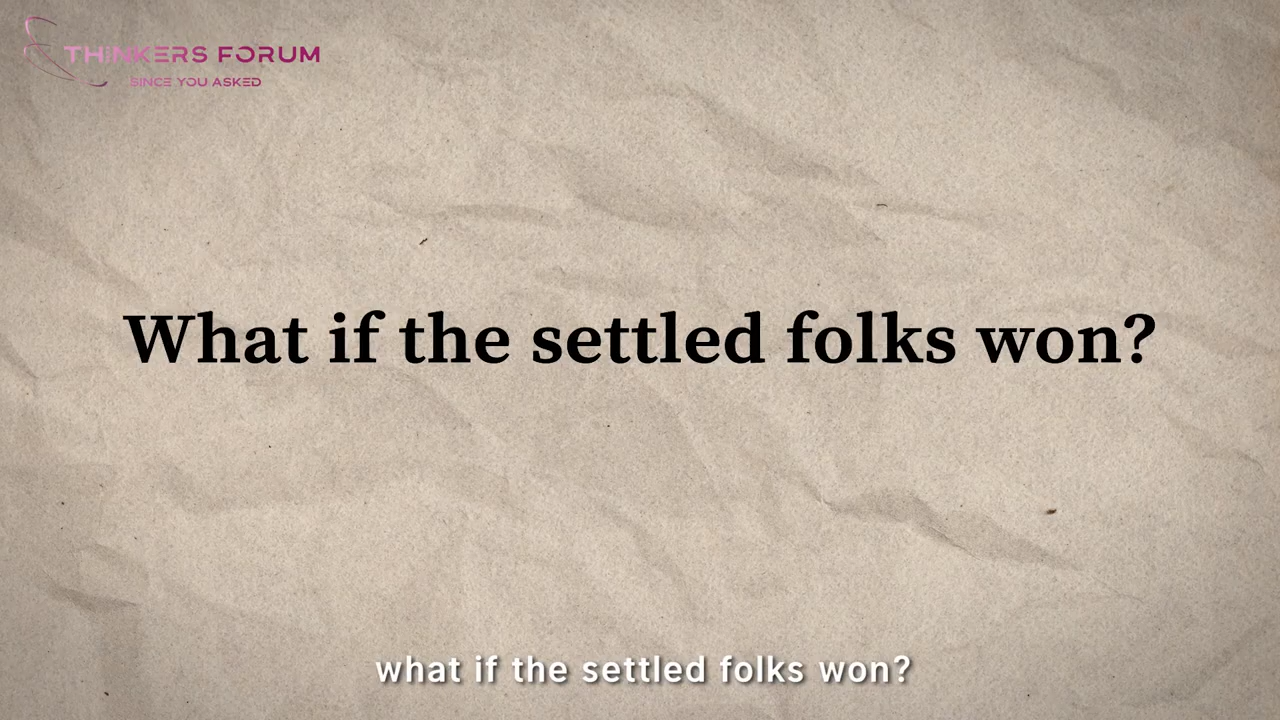 THINKERS FORUM
SINCE YOU ASKED
What if the settled folks won?
what if the settled folks won?